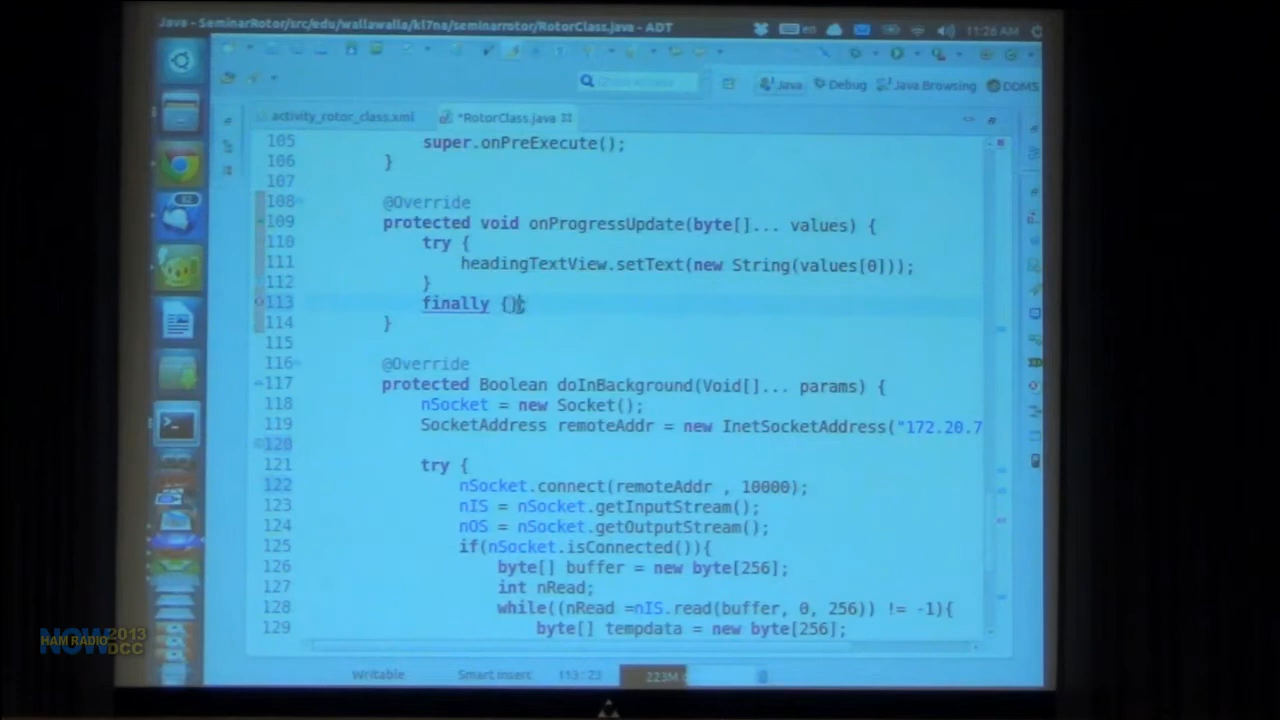 Java - SeminarRotor/src/edu/wallawalla/kl7na/seminarrotor/RotorClass.java - ADT
en
11:26 AM
Java
Debug
Java Browsing
DDMS
activity_rotor_class.xml
*RotorClass.java
105 super.onPreExecute();
106 }
107
108 @Override
109 protected void onProgressUpdate(byte[]... values) {
110 try {
111 headingTextView.setText(new String(values[0]));
112 }
113 finally {}
114 }
115
116 @Override
117 protected Boolean doInBackground(Void[]... params) {
118 nSocket = new Socket();
119 SocketAddress remoteAddr = new InetSocketAddress("172.20.7
120
121 try {
122 nSocket.connect(remoteAddr , 10000);
123 nIS = nSocket.getInputStream();
124 nOS = nSocket.getOutputStream();
125 if(nSocket.isConnected()){
126 byte[] buffer = new byte[256];
127 int nRead;
128 while((nRead =nIS.read(buffer, 0, 256)) != -1){
129 byte[] tempdata = new byte[256];
Writable
Smart Insert
113:23
223M
HAM RADIO
NOW
2013
DCC